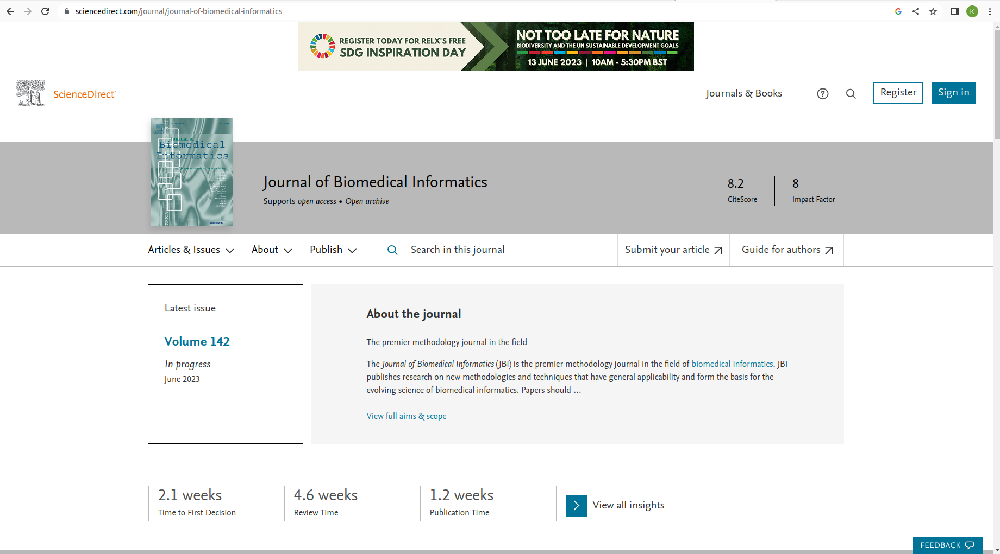 sciencedirect.com/journal/journal-of-biomedical-informatics
K
REGISTER TODAY FOR RELX'S FREE
SDG INSPIRATION DAY
NOT TOO LATE FOR NATURE
BIODIVERSITY AND THE UN SUSTAINABLE DEVELOPMENT GOALS
13 JUNE 2023 | 10AM - 5:30PM BST
ScienceDirect
Journals & Books
Register
Sign in
Journal of
Biomedical
Informatics
ScienceDirect
Journal of Biomedical Informatics
Supports open access • Open archive
8.2
CiteScore
8
Impact Factor
Articles & Issues
About
Publish
Search in this journal
Submit your article
Guide for authors
Latest issue
Volume 142
In progress
June 2023
About the journal
The premier methodology journal in the field
The Journal of Biomedical Informatics (JBI) is the premier methodology journal in the field of biomedical informatics. JBI
publishes research on new methodologies and techniques that have general applicability and form the basis for the
evolving science of biomedical informatics. Papers should ...
View full aims & scope
2.1 weeks
Time to First Decision
4.6 weeks
Review Time
1.2 weeks
Publication Time
View all insights
FEEDBACK